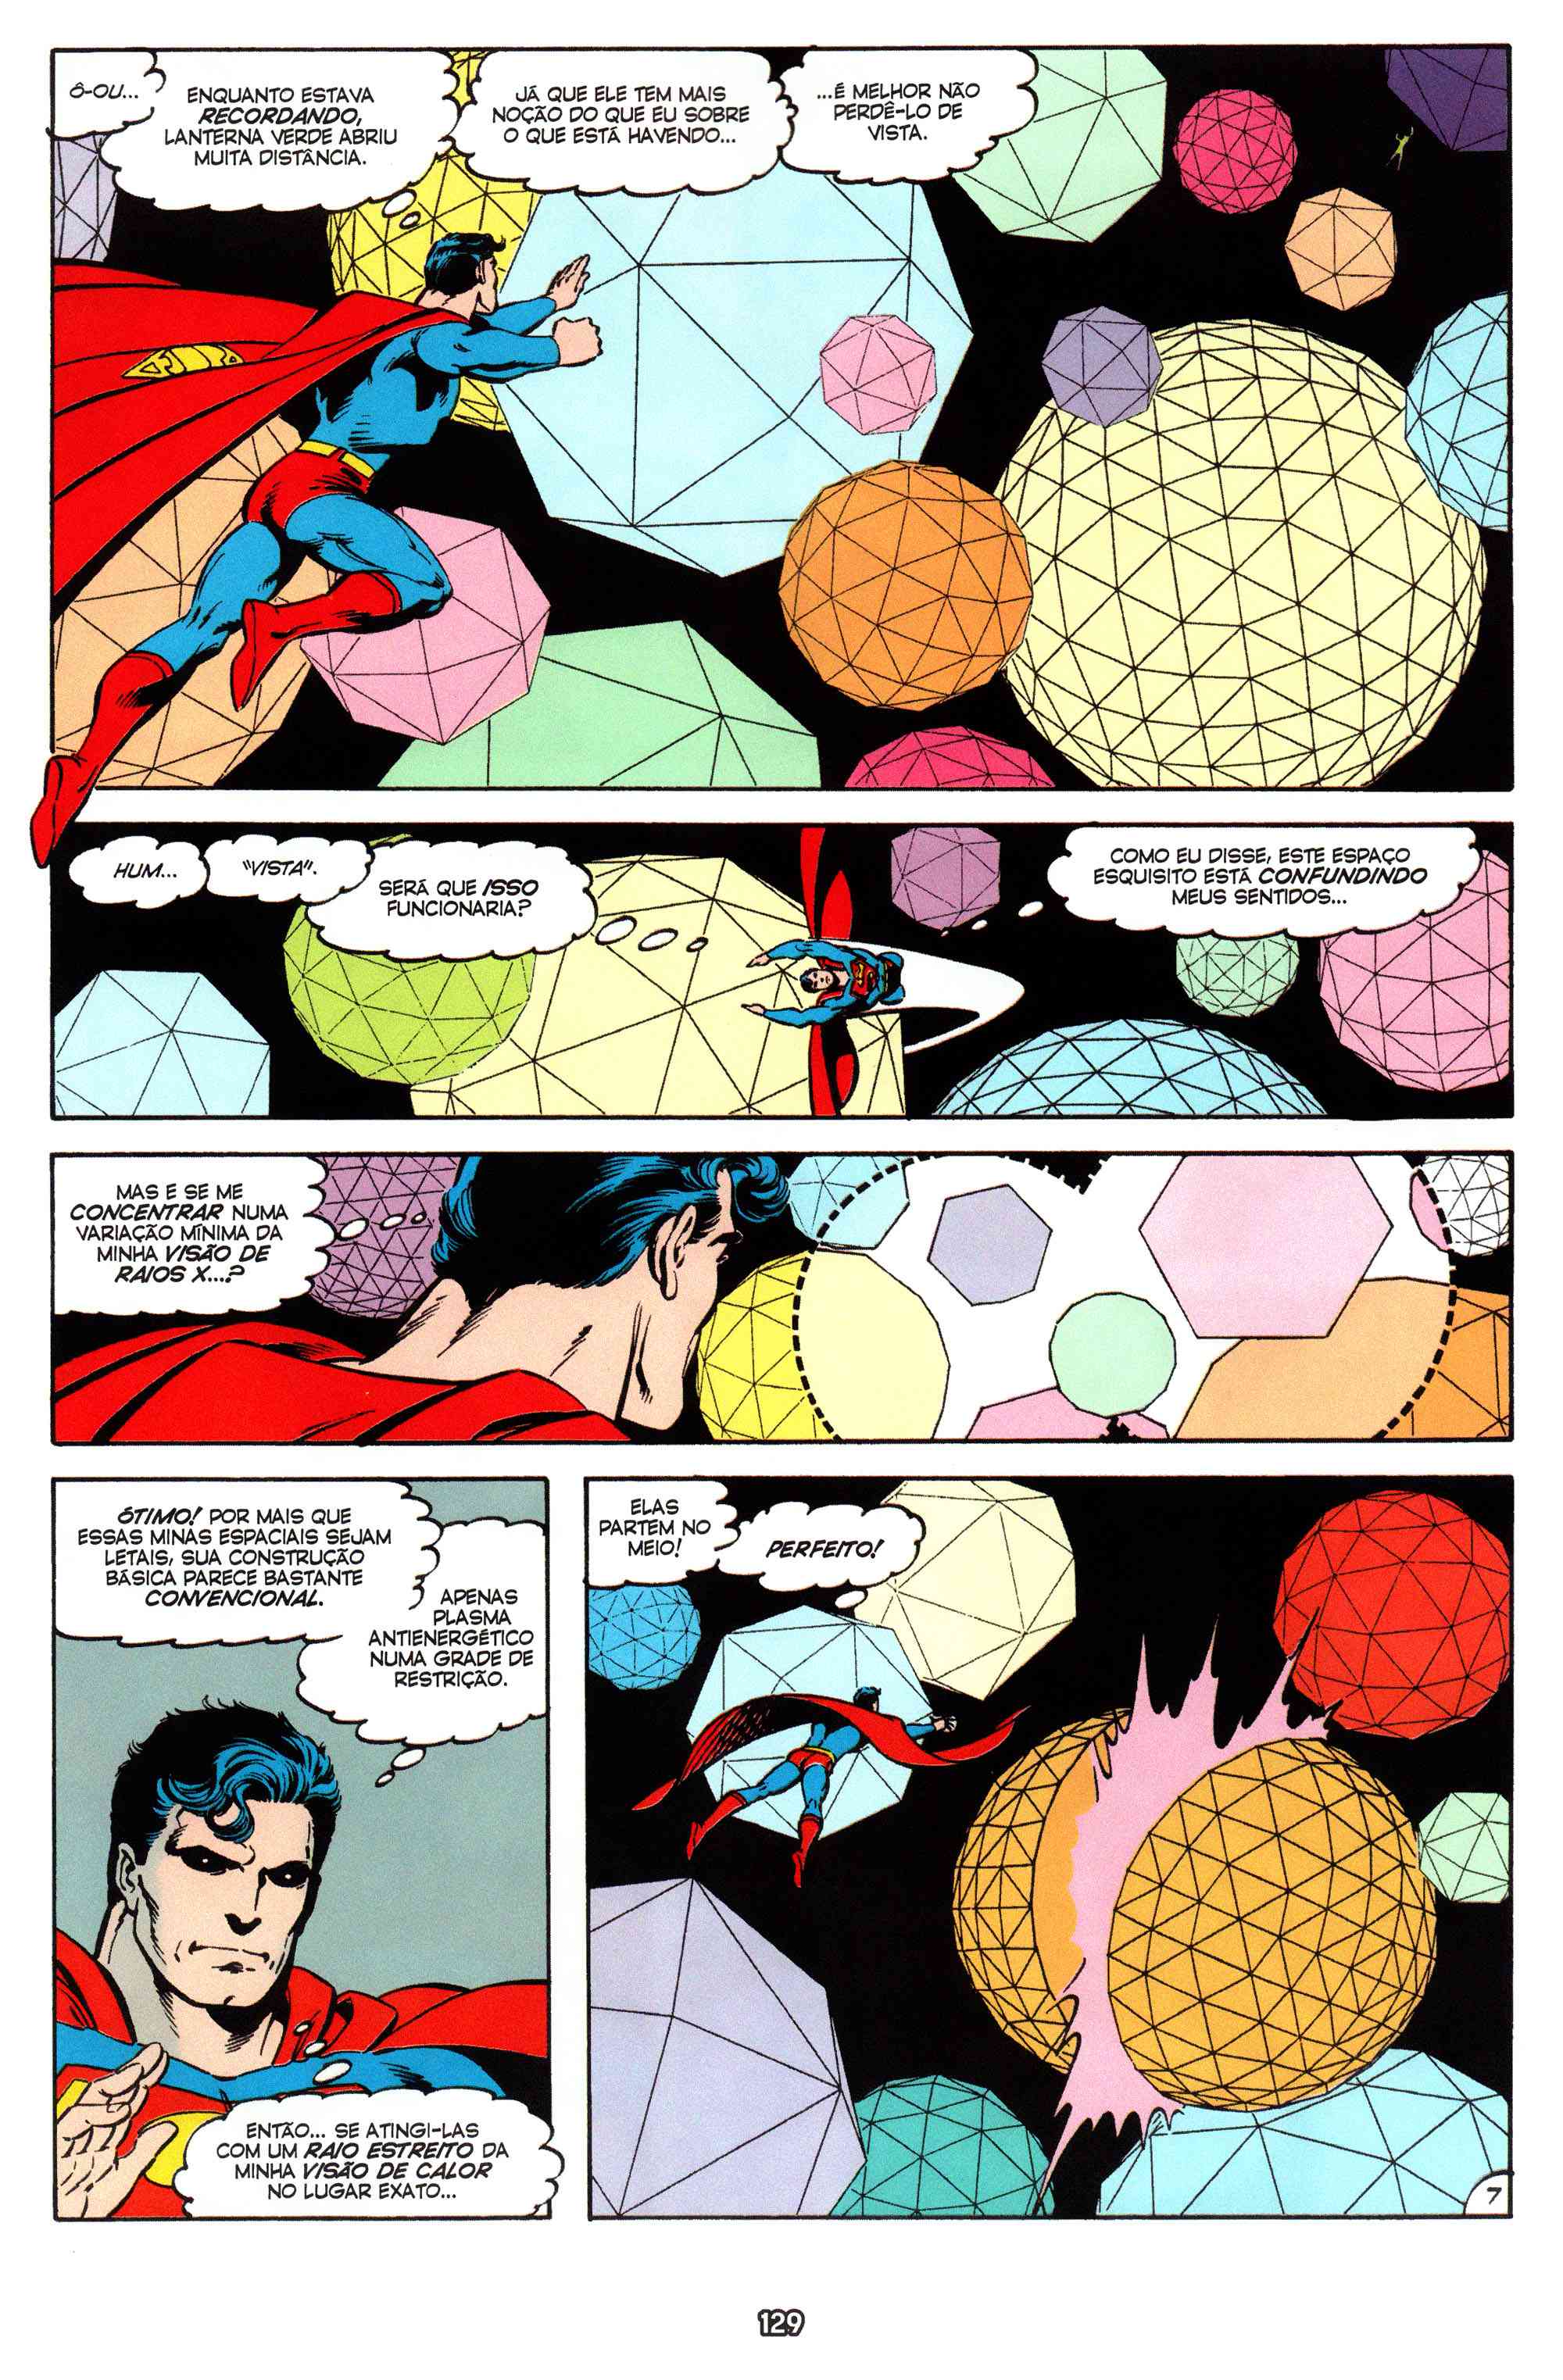 Ô-OU...
ENQUANTO ESTAVA
RECORDANDO,
LANTERNA VERDE ABRIU
MUITA DISTÂNCIA.
JÁ QUE ELE TEM MAIS
NOÇÃO DO QUE EU SOBRE
O QUE ESTÁ HAVENDO...
...É MELHOR NÃO
PERDÊ-LO DE
VISTA.
HUM...
"VISTA".
SERÁ QUE ISSO
FUNCIONARIA?
COMO EU DISSE, ESTE ESPAÇO
ESQUISITO ESTÁ CONFUNDINDO
MEUS SENTIDOS...
MAS E SE ME
CONCENTRAR NUMA
VARIAÇÃO MÍNIMA DA
MINHA VISÃO DE
RAIOS X...?
ÓTIMO! POR MAIS QUE
ESSAS MINAS ESPACIAIS SEJAM
LETAIS, SUA CONSTRUÇÃO
BÁSICA PARECE BASTANTE
CONVENCIONAL.
APENAS
PLASMA
ANTIENERGÉTICO
NUMA GRADE DE
RESTRIÇÃO.
ENTÃO... SE ATINGI-LAS
COM UM RAIO ESTREITO DA
MINHA VISÃO DE CALOR
NO LUGAR EXATO...
ELAS
PARTEM NO
MEIO!
PERFEITO!
7
129